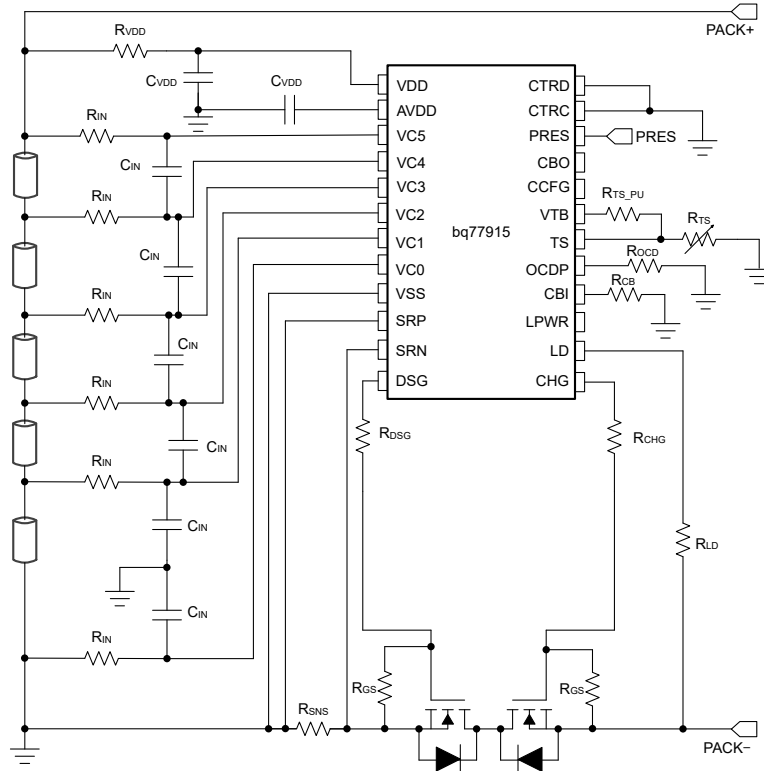 PACK+
RVDD
CVDD
CVDD
VDD
CTRD
AVDD
CTRC
RIN
VC5
PRES
PRES
CIN
VC4
CBO
RIN
VC3
CCFG
VC2
bq77915
VTB
RTS_PU
RTS
CIN
VC1
TS
VC0
OCDP
ROCD
RIN
VSS
CBI
RCB
SRP
LPWR
CIN
SRN
LD
RIN
DSG
CHG
RDSG
RCHG
CIN
RIN
CIN
RLD
CIN
RIN
RGS
RGS
RSNS
PACK–